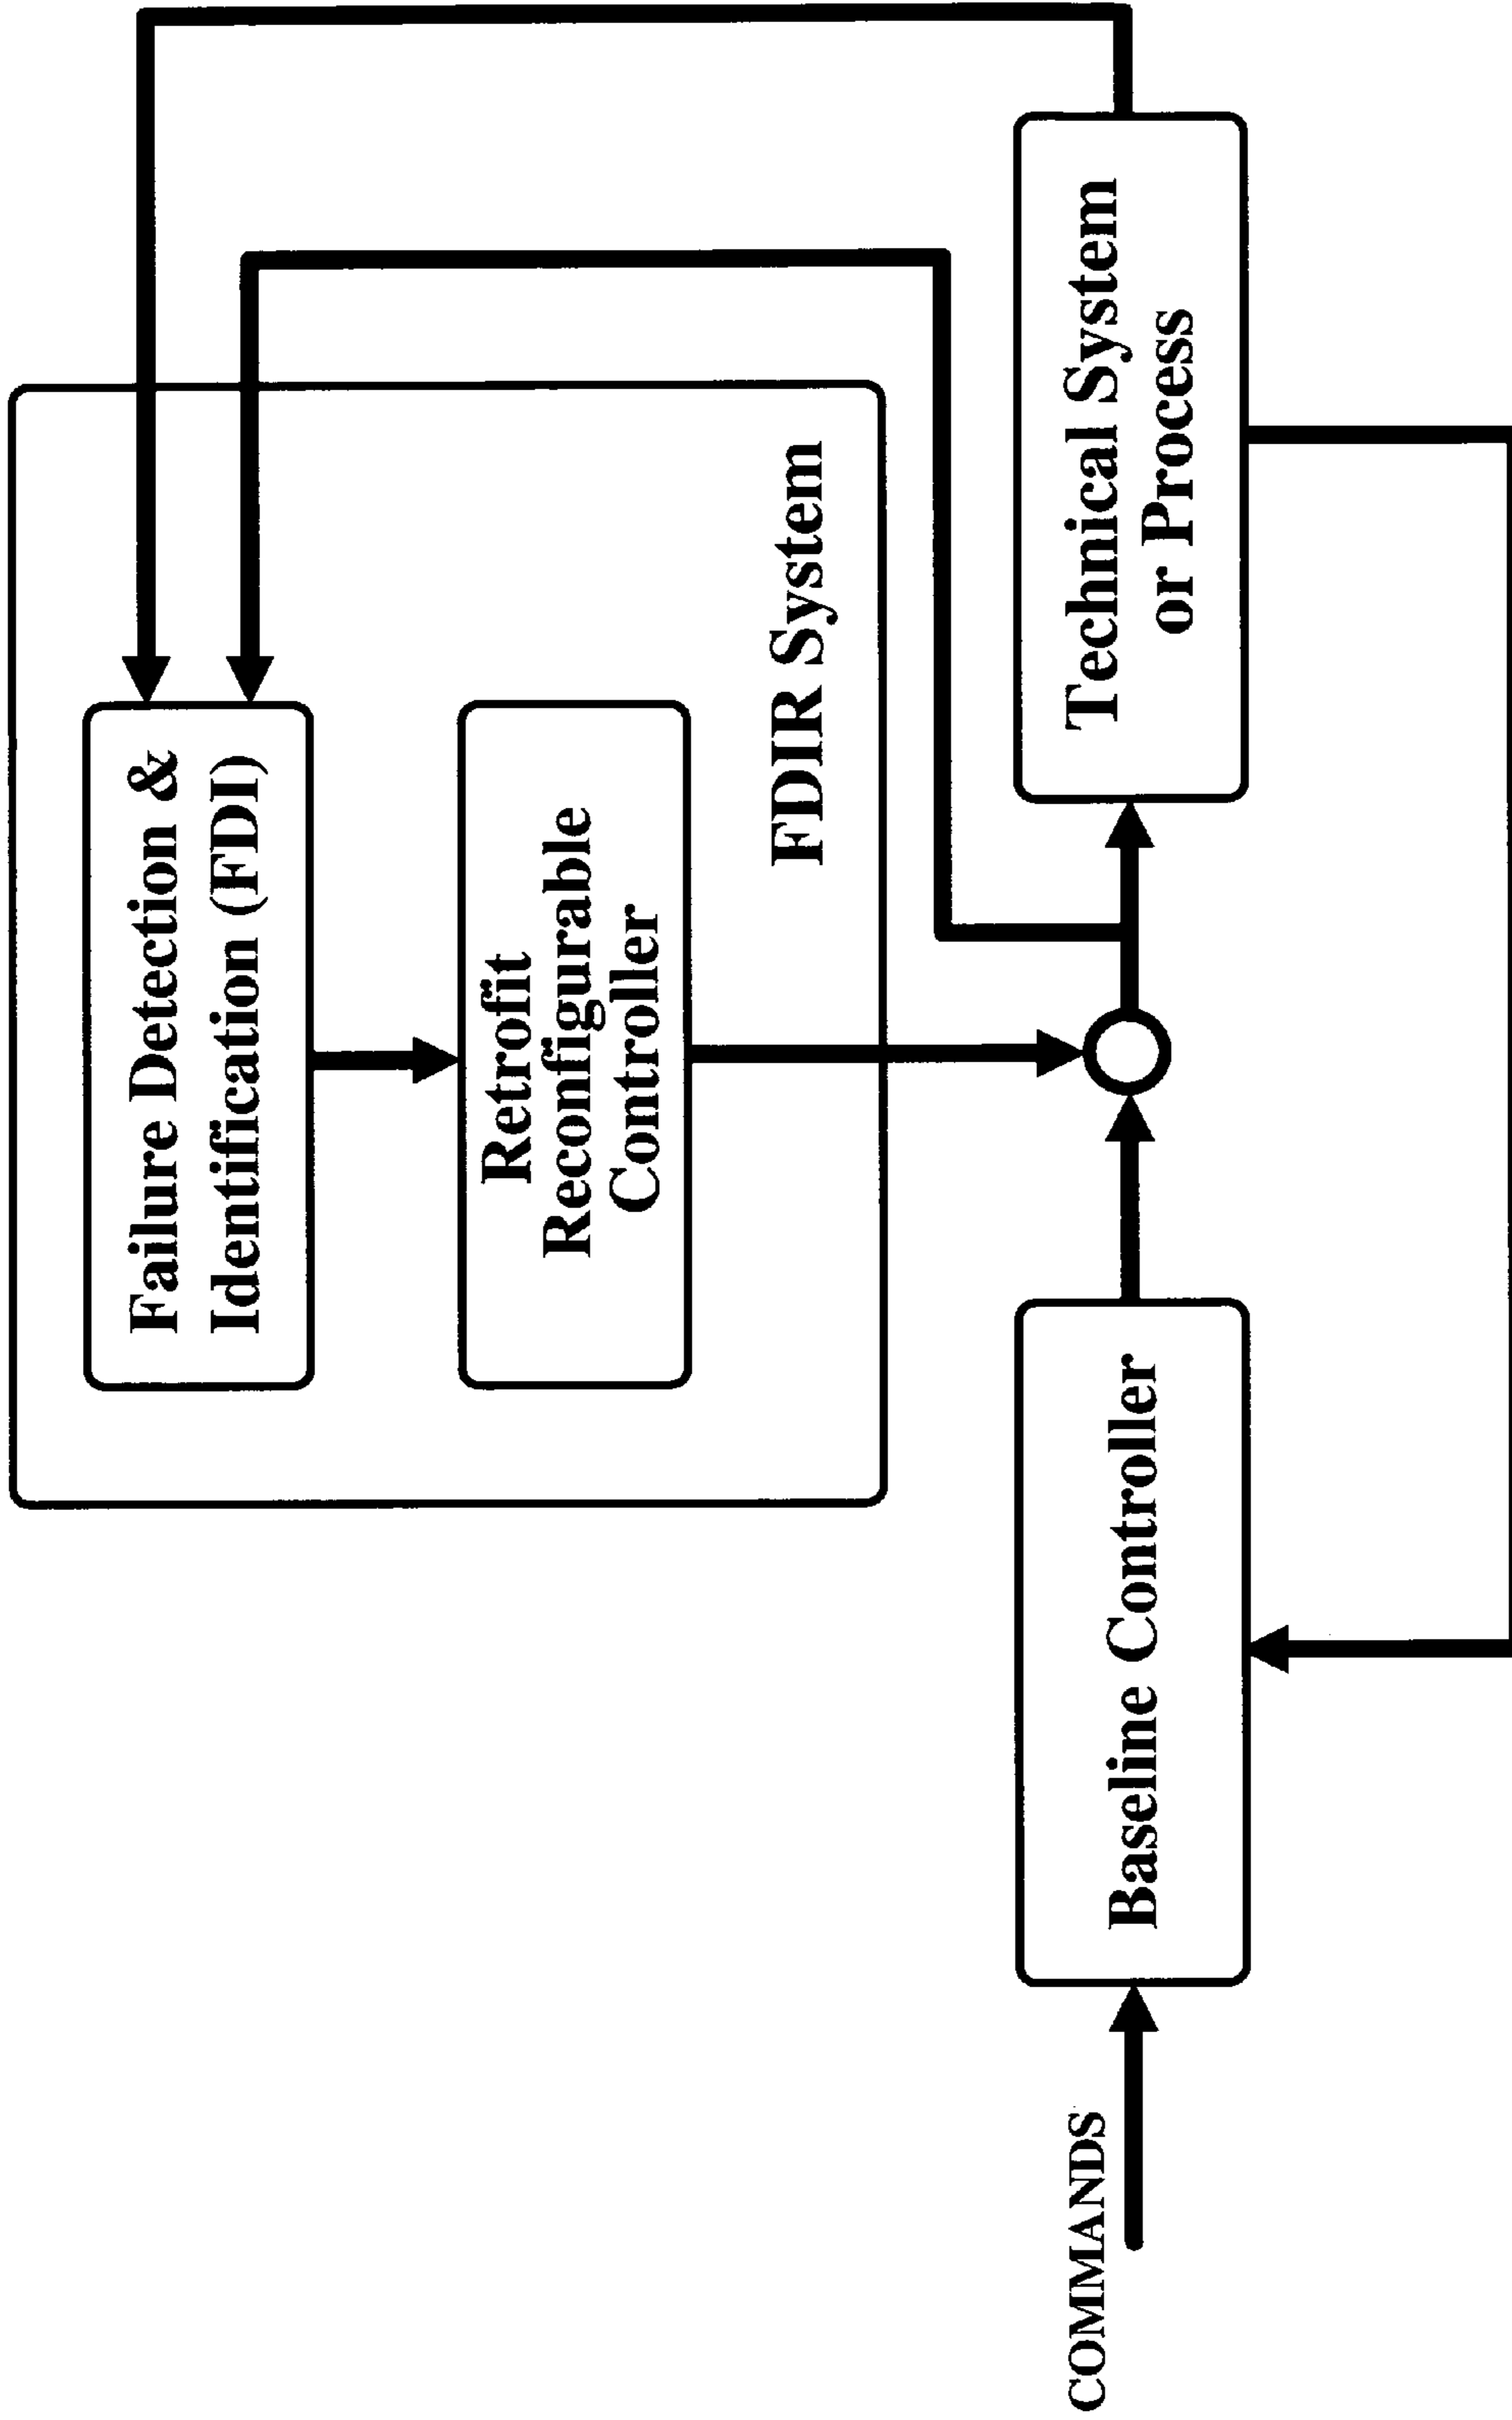 Failure Detection &
Identification (FDI)
Retrofit
Reconfigurable
Controller
FDIR System
COMMANDS
Baseline Controller
Technical System
or Process